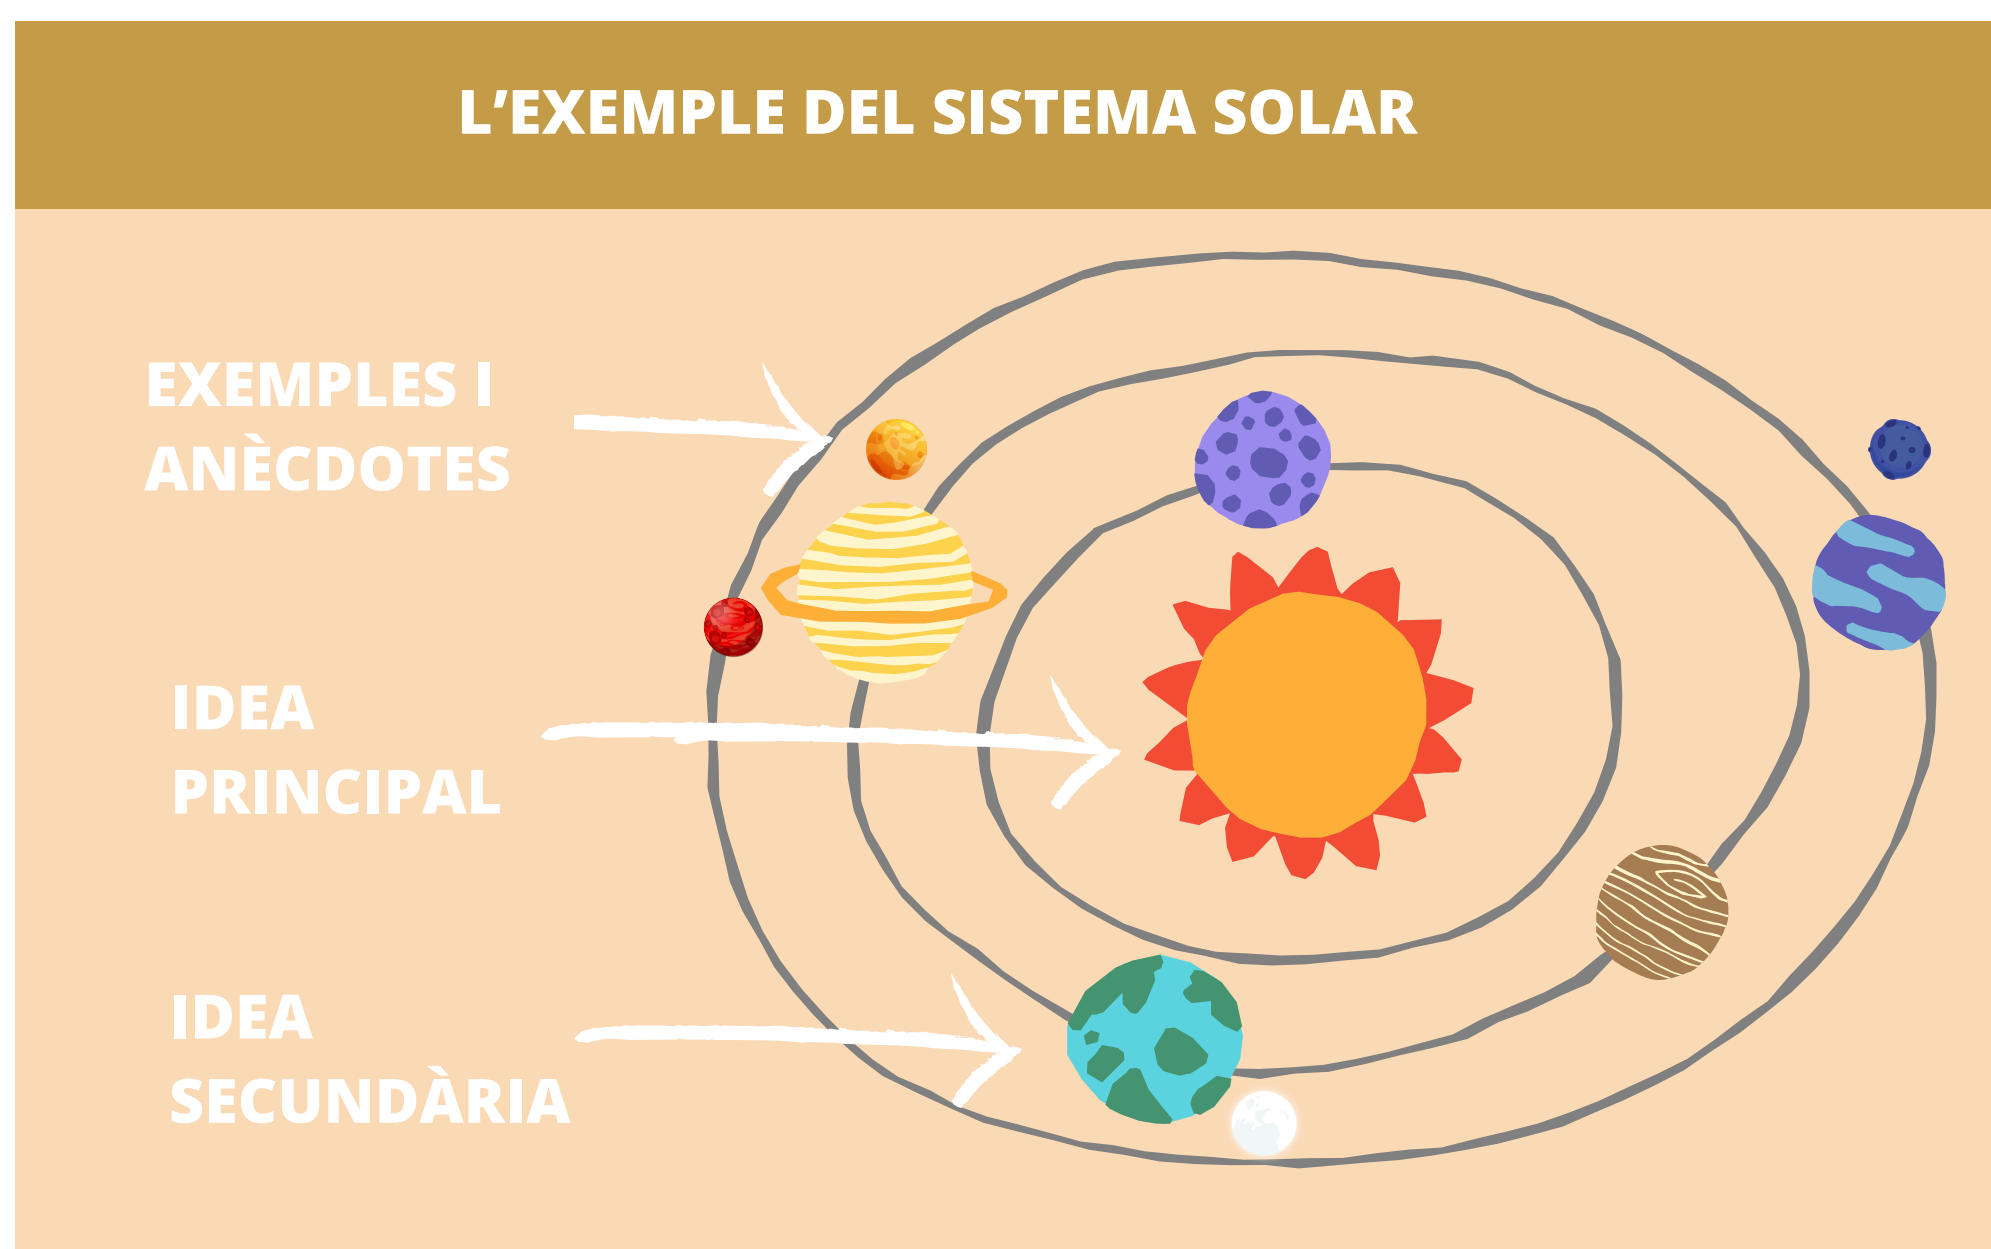 L’EXEMPLE DEL SISTEMA SOLAR
EXEMPLES I
ANÈCDOTES
IDEA
PRINCIPAL
IDEA
SECUNDÀRIA